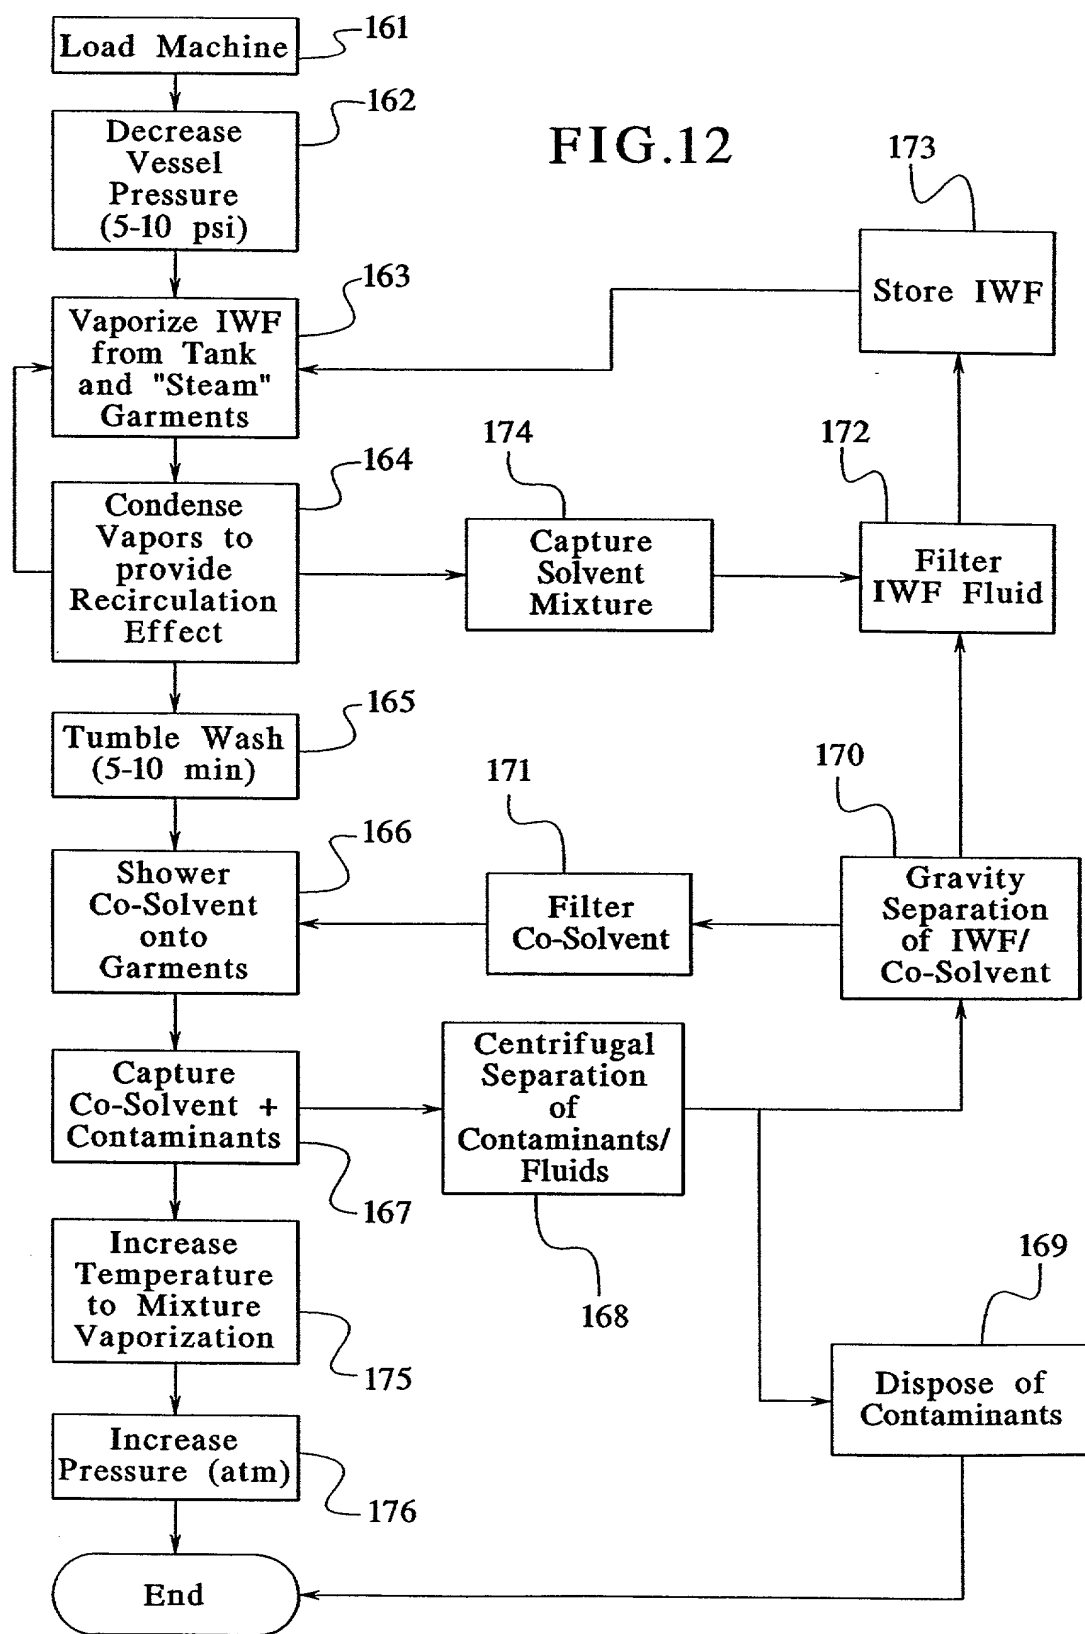 Load Machine
161
Decrease
Vessel
Pressure
(5-10 psi)
162
FIG.12
Vaporize IWF
from Tank
and "Steam"
Garments
163
Store IWF
173
Condense
Vapors to
provide
Recirculation
Effect
164
Capture
Solvent
Mixture
174
Filter
IWF Fluid
172
Tumble Wash
(5-10 min)
165
Shower
Co-Solvent
onto
Garments
166
Filter
Co-Solvent
171
Gravity
Separation
of IWF/
Co-Solvent
170
Capture
Co-Solvent +
Contaminants
167
Centrifugal
Separation
of
Contaminants/
Fluids
168
Increase
Temperature
to Mixture
Vaporization
175
Dispose of
Contaminants
169
Increase
Pressure (atm)
176
End